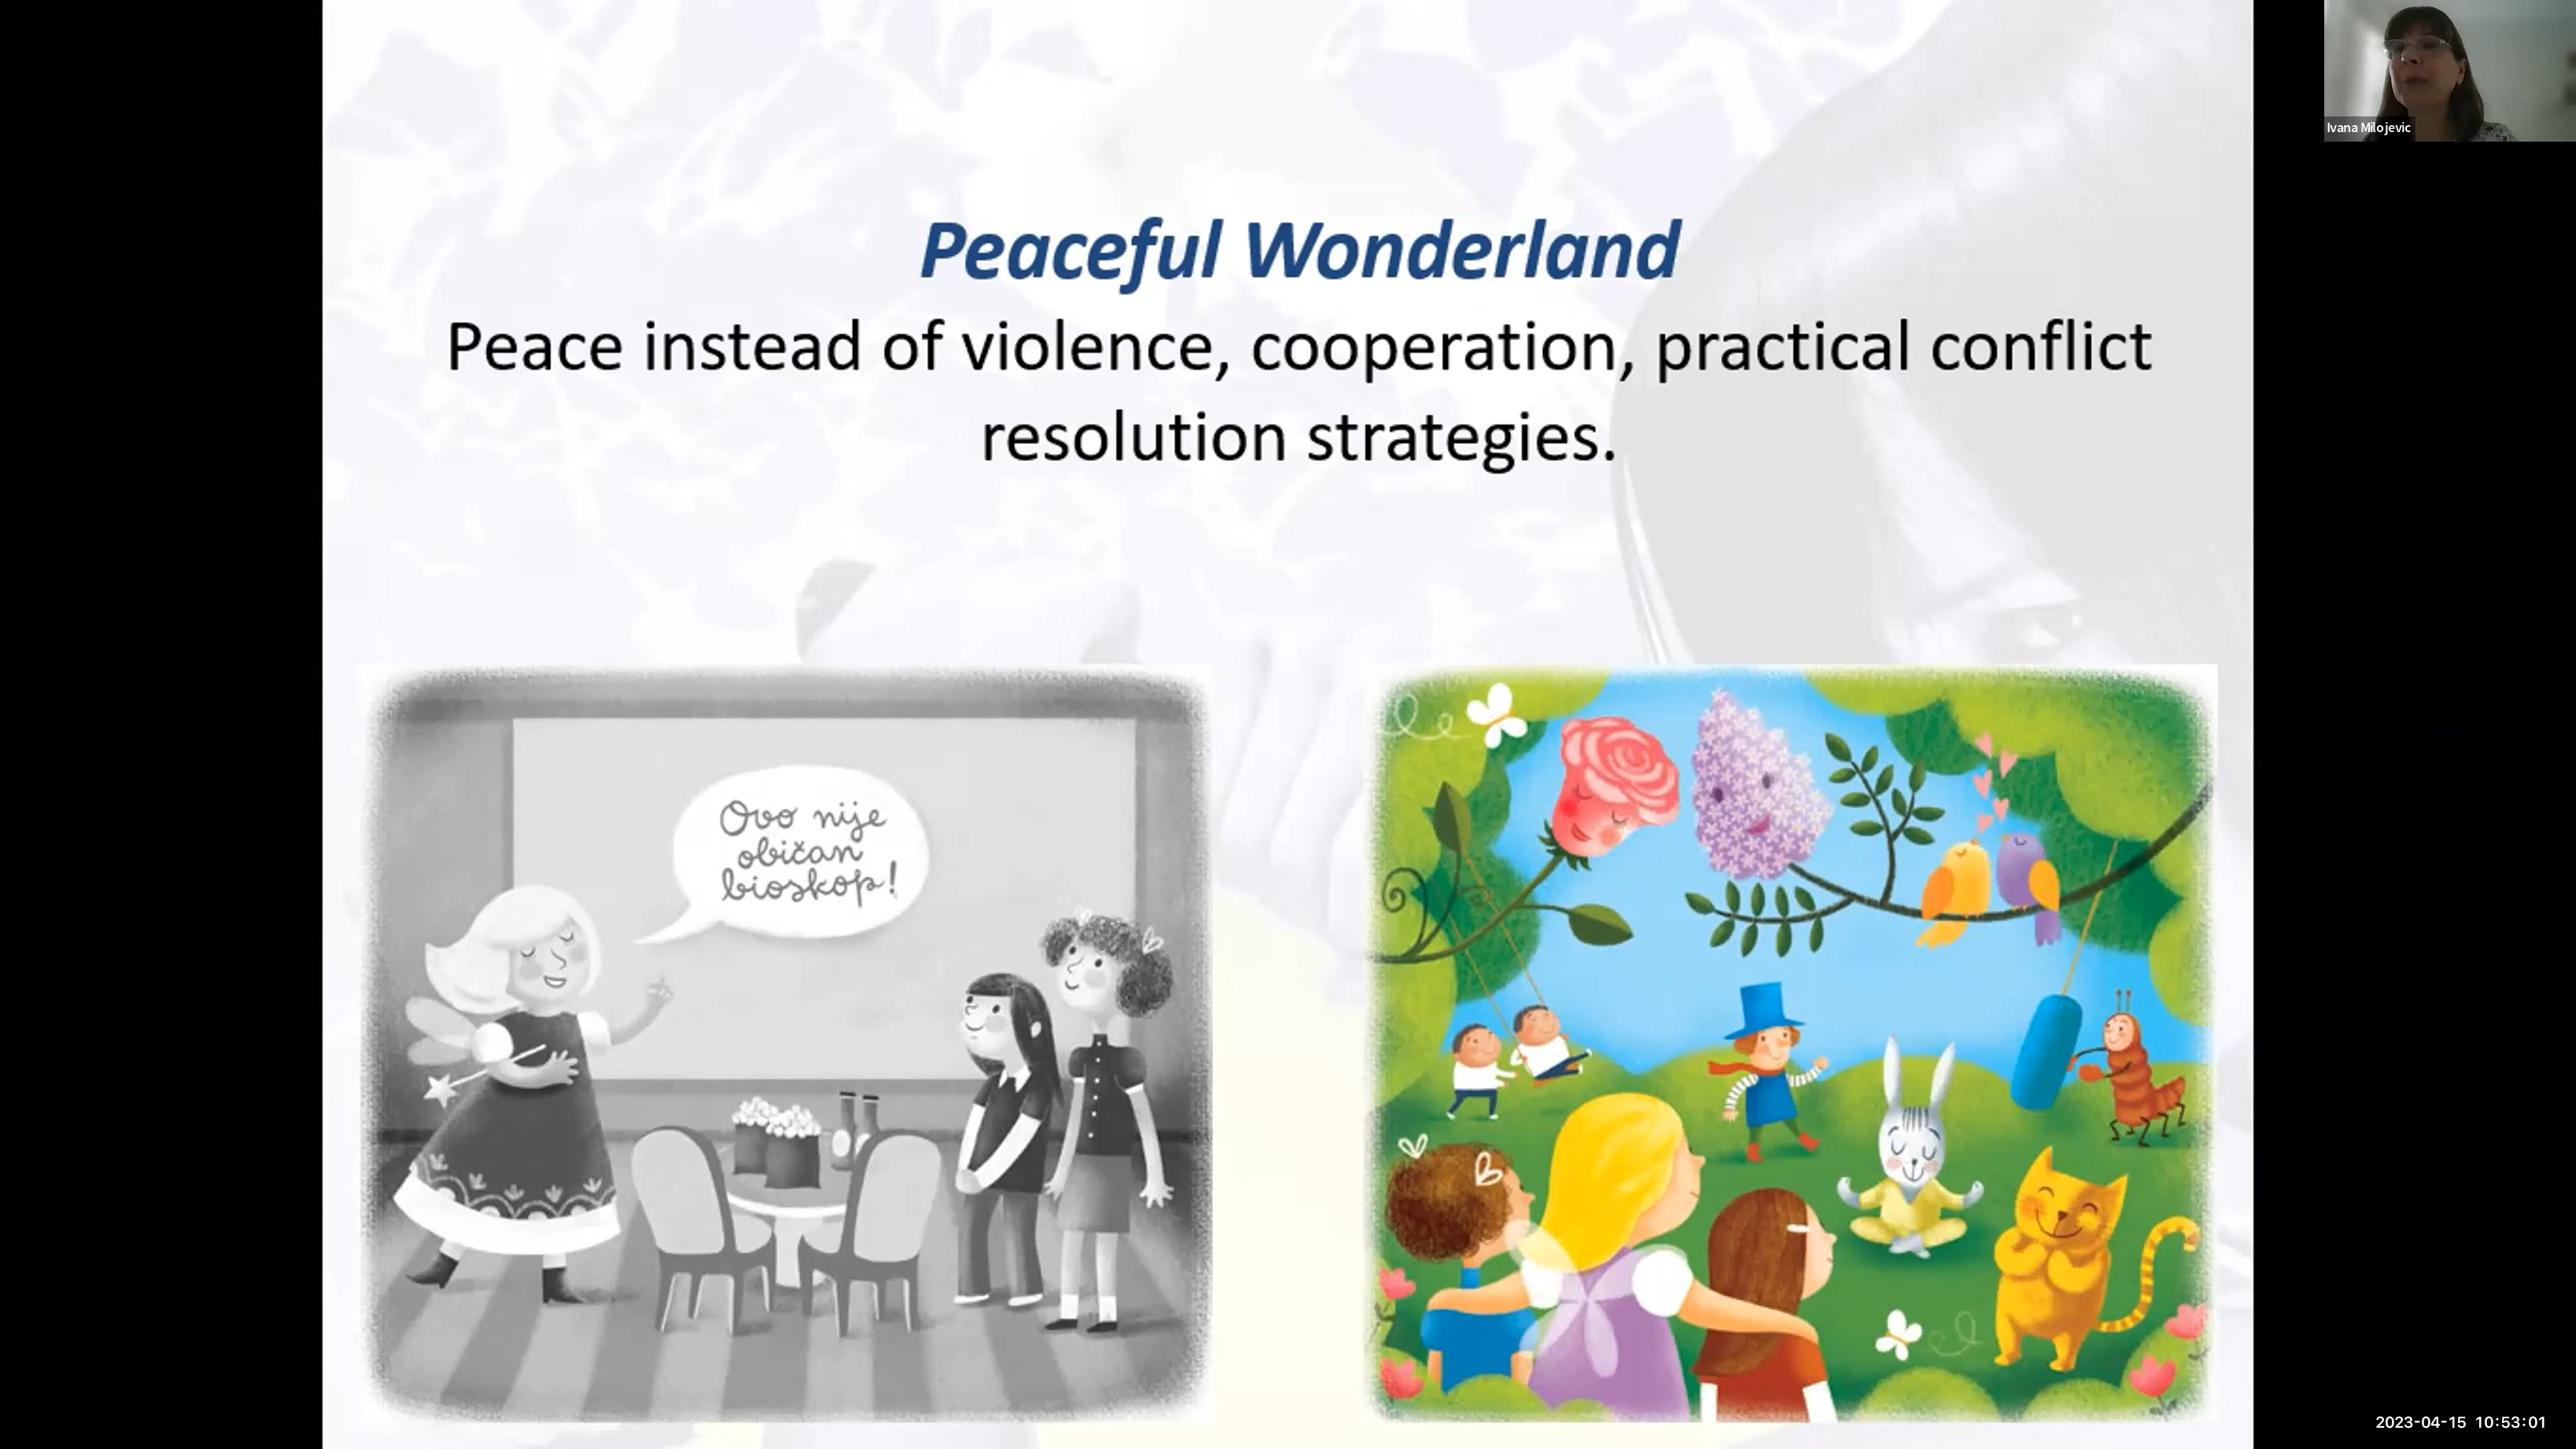 Ivana Milojevic
Peaceful Wonderland
Peace instead of violence, cooperation, practical conflict
resolution strategies.
Ovo nije
običan
bioskop!
2023-04-15 10:53:01